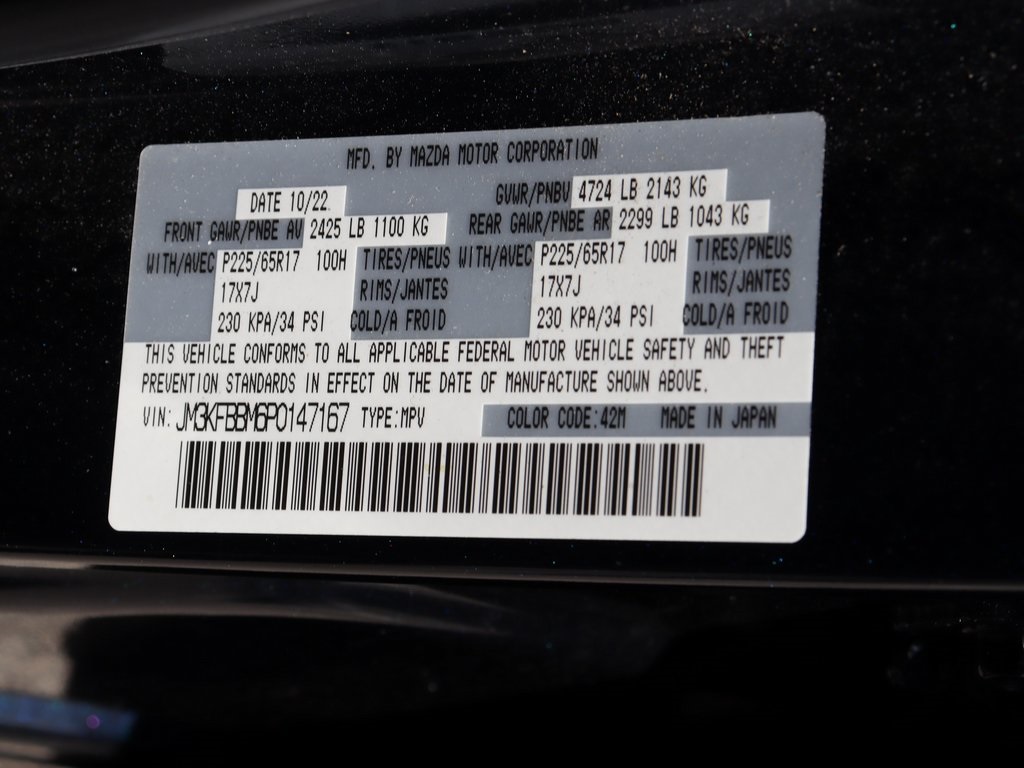 MFD. BY MAZDA MOTOR CORPORATION
DATE 10/22 GVWR/PNBV 4724 LB 2143 KG
FRONT GAWR/PNBE AV 2425 LB 1100 KG REAR GAWR/PNBE AR 2299 LB 1043 KG
WITH/AVEC P225/65R17 100H TIRES/PNEUS WITH/AVEC P225/65R17 100H TIRES/PNEUS
17X7J RIMS/JANTES 17X7J RIMS/JANTES
230 KPA/34 PSI COLD/A FROID 230 KPA/34 PSI COLD/A FROID
THIS VEHICLE CONFORMS TO ALL APPLICABLE FEDERAL MOTOR VEHICLE SAFETY AND THEFT
PREVENTION STANDARDS IN EFFECT ON THE DATE OF MANUFACTURE SHOWN ABOVE.
VIN: JM3KFBBM6P0147167 TYPE:MPV COLOR CODE:42M MADE IN JAPAN